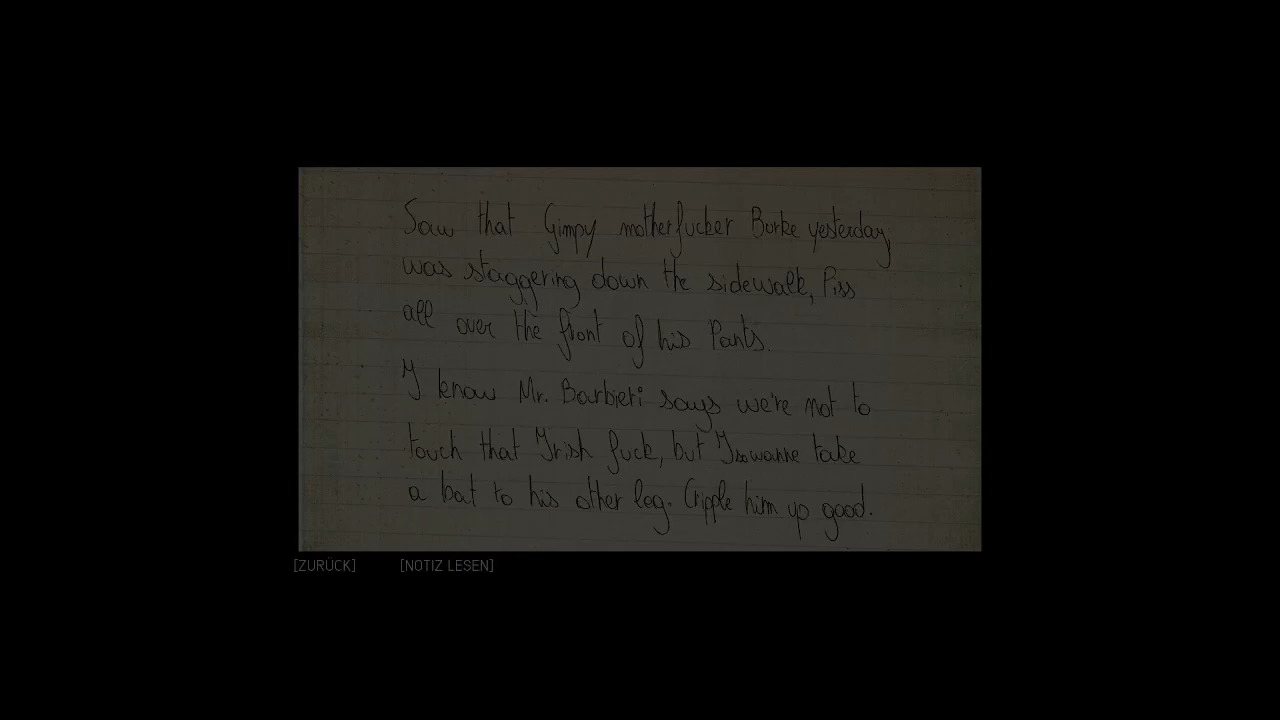 Saw that Gimpy motherfucker Burke yesterday
was staggering down the sidewalk, Piss
all over the front of his Pants.
I know Mr. Barbieri says we're not to
touch that Irish fuck, but I sowanne take
a bat to his other leg. Cripple him up good.
[ZURÜCK] [NOTIZ LESEN]